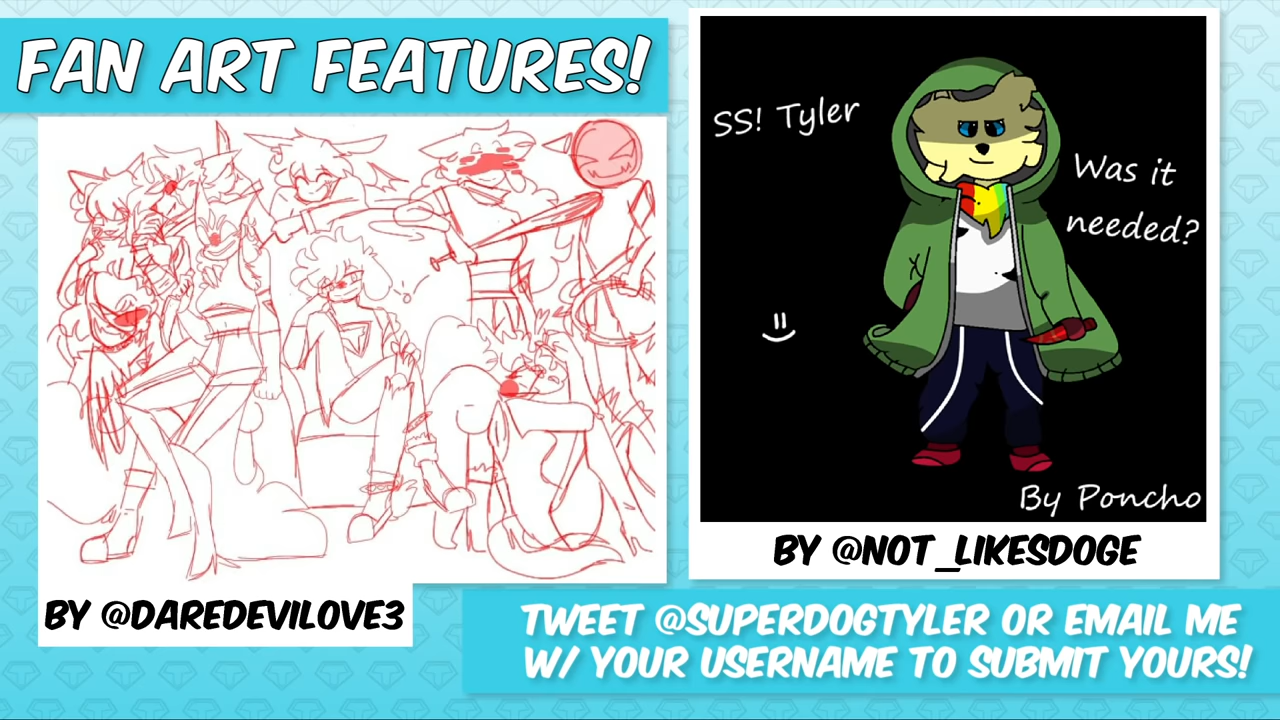 FAN ART FEATURES!
SS! Tyler
Was it
needed?
By Poncho
BY @NOT_LIKESDOGE
BY @DAREDEVILOVE3
TWEET @SUPERDOGTYLER OR EMAIL ME
W/ YOUR USERNAME TO SUBMIT YOURS!